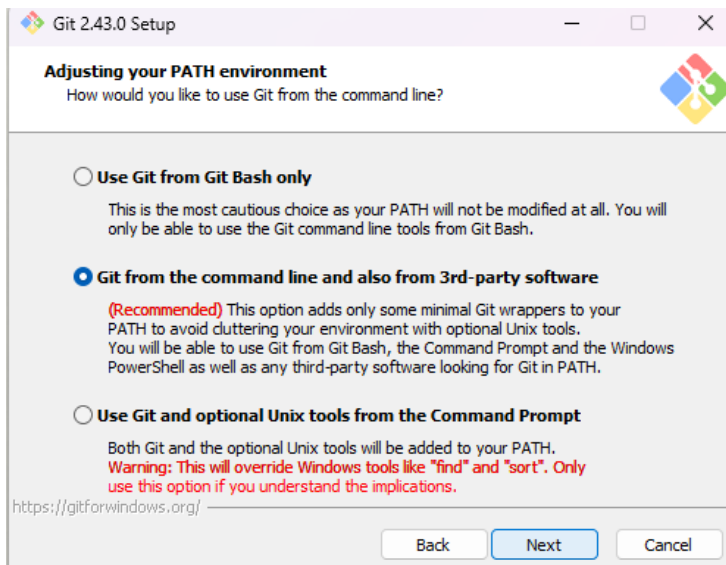 Git 2.43.0 Setup
Adjusting your PATH environment
How would you like to use Git from the command line?
Use Git from Git Bash only
This is the most cautious choice as your PATH will not be modified at all. You will
only be able to use the Git command line tools from Git Bash.
Git from the command line and also from 3rd-party software
(Recommended) This option adds only some minimal Git wrappers to your
PATH to avoid cluttering your environment with optional Unix tools.
You will be able to use Git from Git Bash, the Command Prompt and the Windows
PowerShell as well as any third-party software looking for Git in PATH.
Use Git and optional Unix tools from the Command Prompt
Both Git and the optional Unix tools will be added to your PATH.
Warning: This will override Windows tools like "find" and "sort". Only
use this option if you understand the implications.
https://gitforwindows.org/
Back Next Cancel